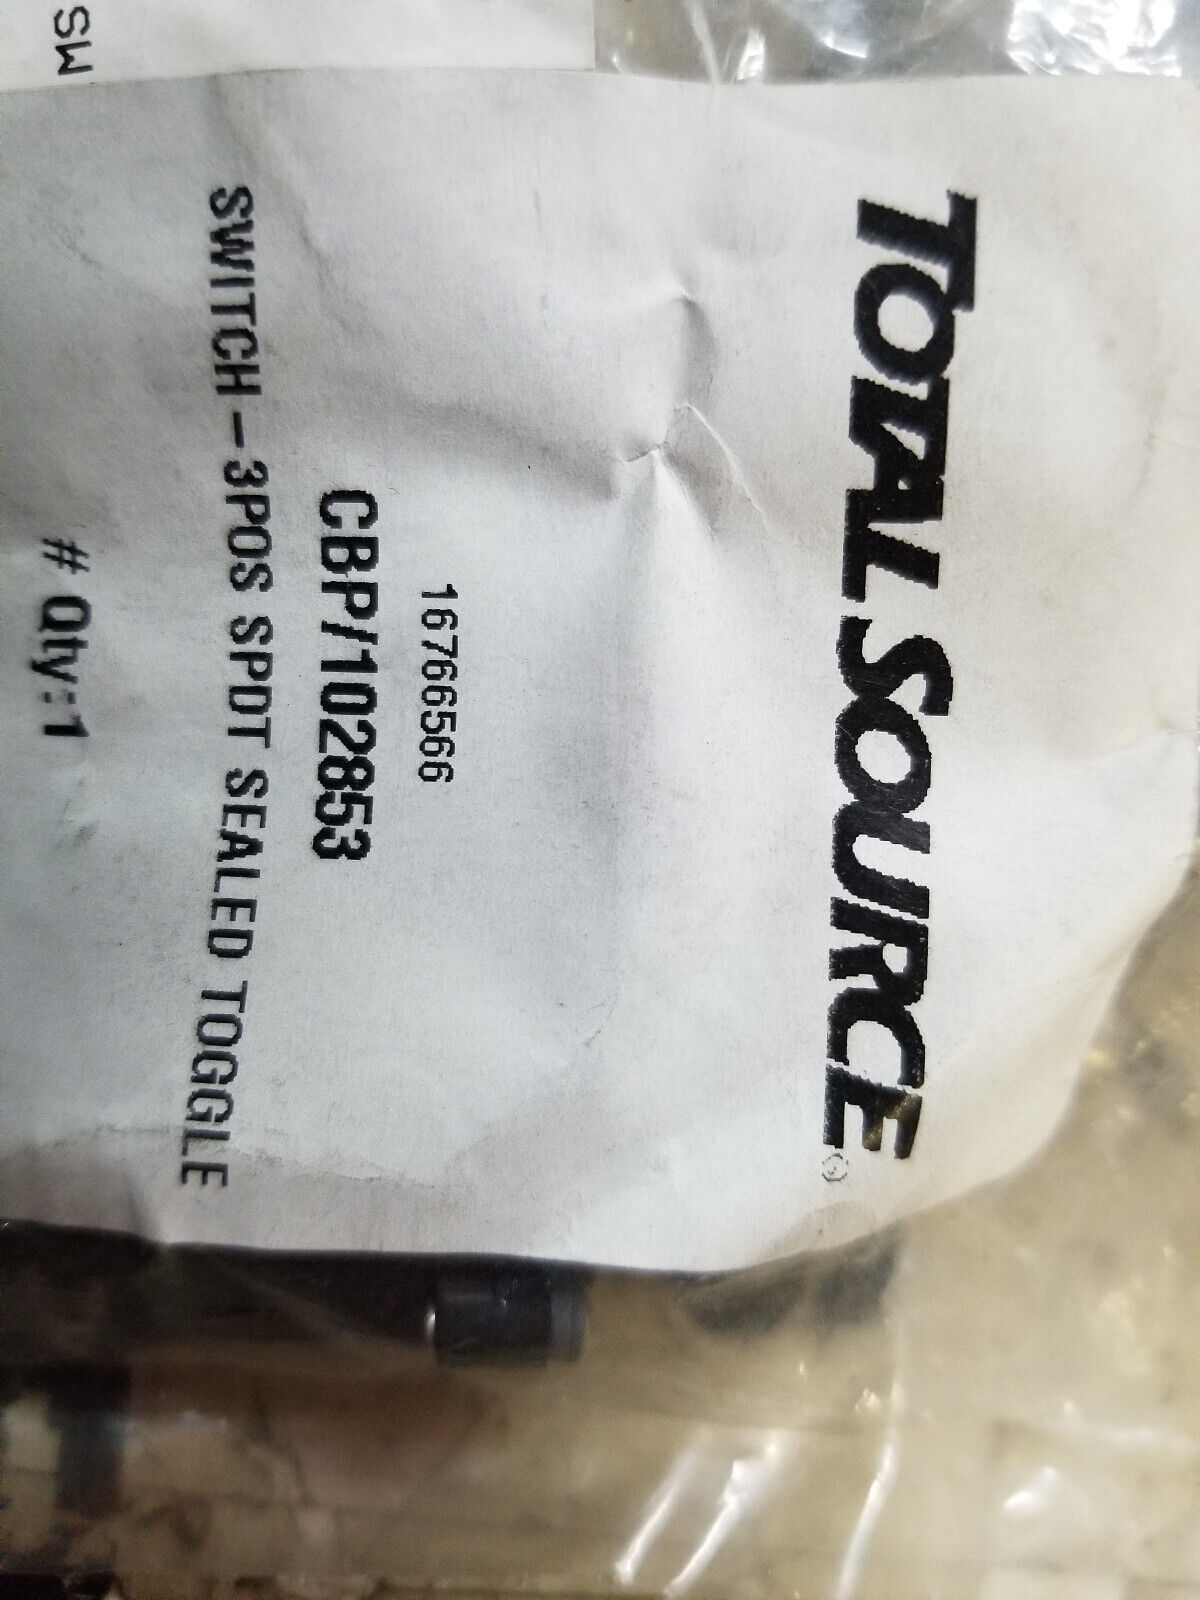 TOTAL SOURCE®
16766566
CBP/102853
SWITCH-3POS SPDT SEALED TOGGLE
# Qty:1
SW